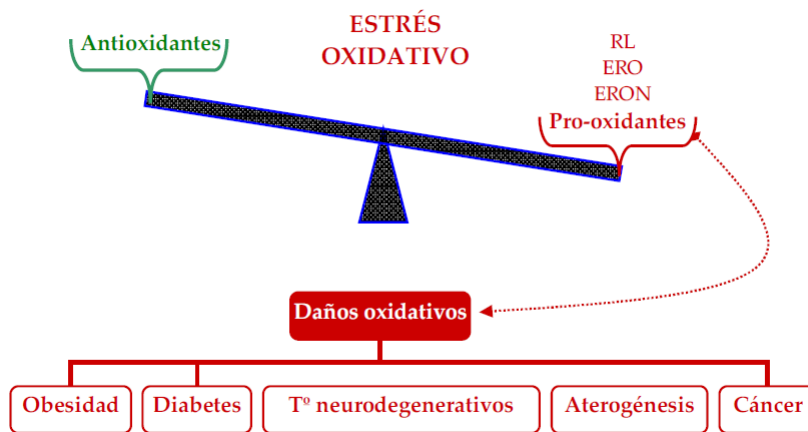 ESTRÉS
OXIDATIVO
Antioxidantes
RL
ERO
ERON
Pro-oxidantes
Daños oxidativos
Obesidad
Diabetes
Tº neurodegenerativos
Aterogénesis
Cáncer